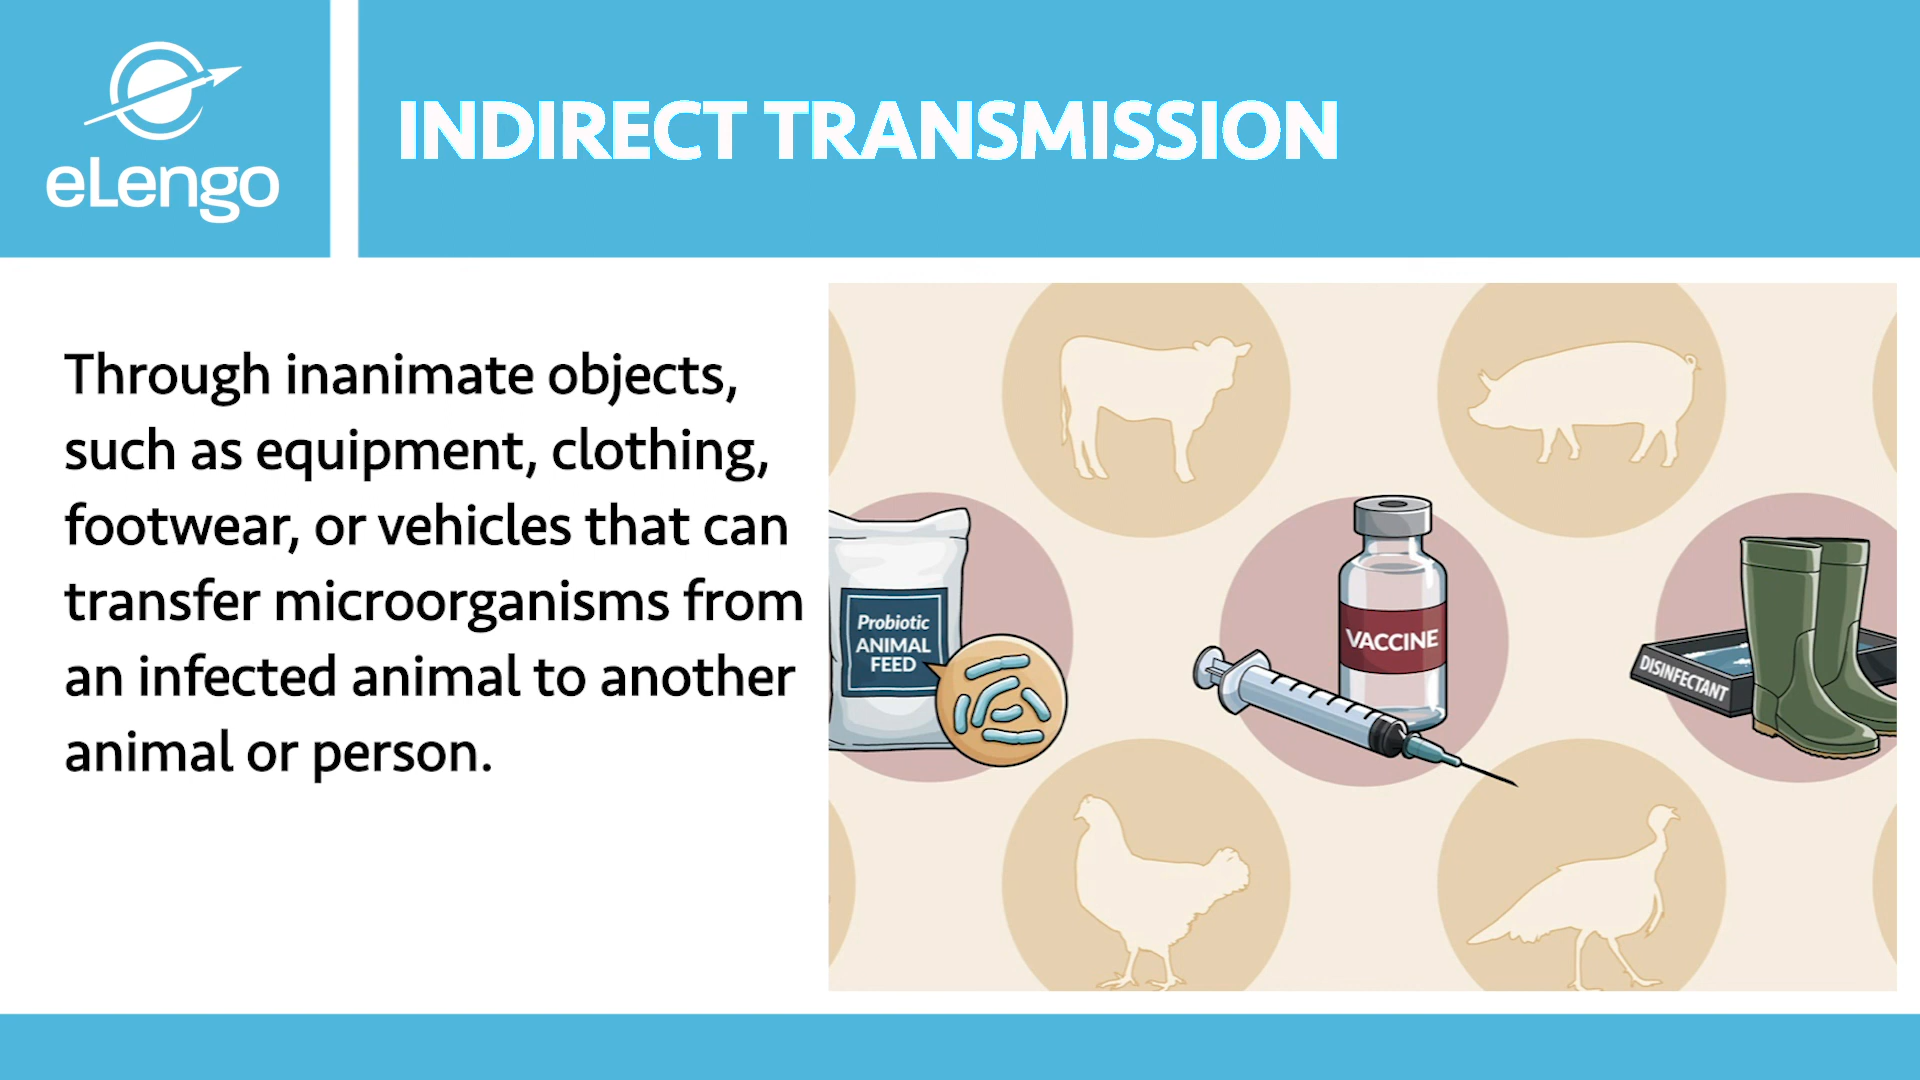 eLengo
INDIRECT TRANSMISSION
Through inanimate objects,
such as equipment, clothing,
footwear, or vehicles that can
transfer microorganisms from
an infected animal to another
animal or person.
Probiotic
ANIMAL
FEED
VACCINE
DISINFECTANT